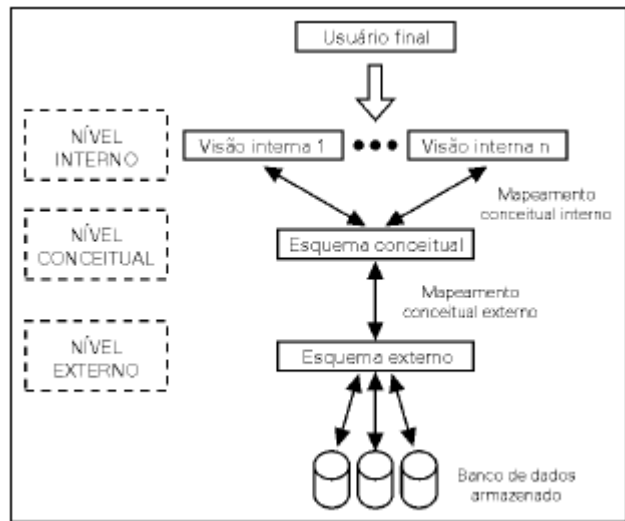 Usuário final
NÍVEL
INTERNO
Visão interna 1
Visão interna n
Mapeamento
conceitual interno
NÍVEL
CONCEITUAL
Esquema conceitual
Mapeamento
conceitual externo
NÍVEL
EXTERNO
Esquema externo
Banco de dados
armazenado